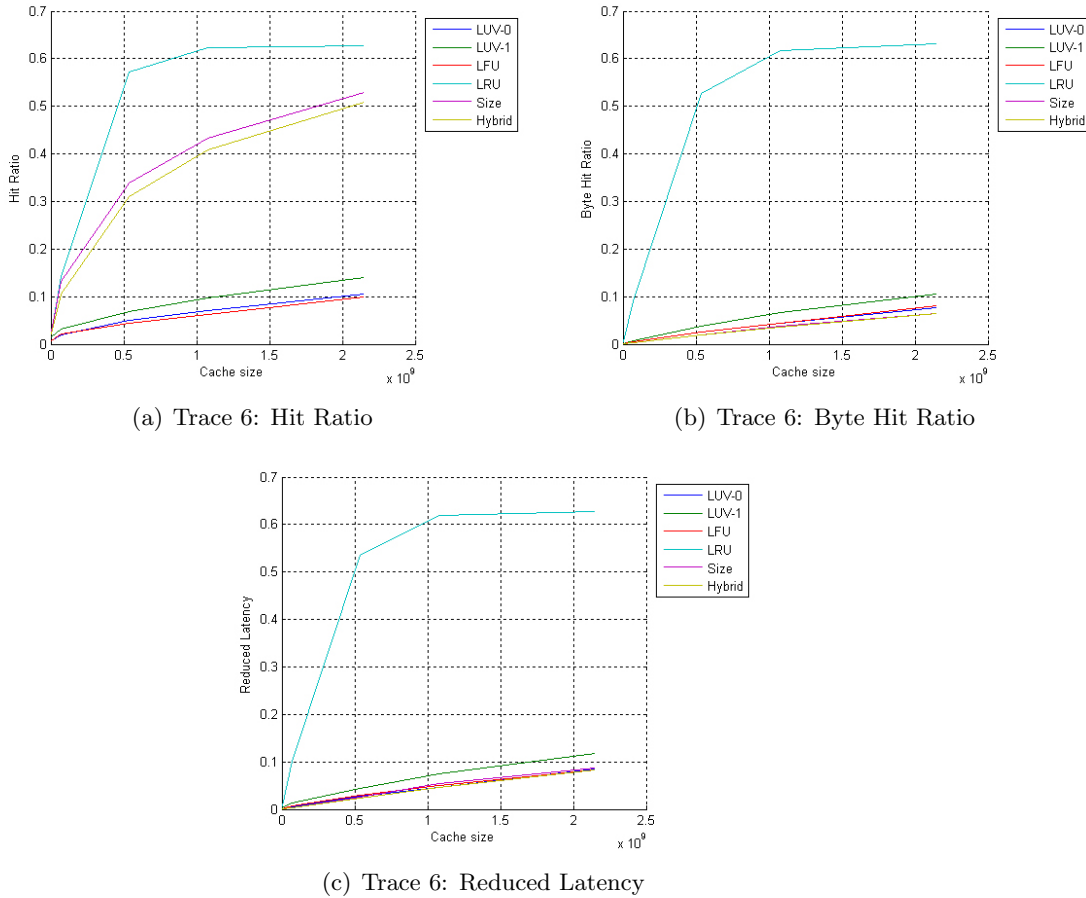 0.7
0.6
0.5
0.4
0.3
0.2
0.1
0
Hit Ratio
0 0.5 1 1.5 2 2.5
Cache size
x 10^9
LUV-0
LUV-1
LFU
LRU
Size
Hybrid
(a) Trace 6: Hit Ratio
0.7
0.6
0.5
0.4
0.3
0.2
0.1
0
Byte Hit Ratio
0 0.5 1 1.5 2 2.5
Cache size
x 10^9
LUV-0
LUV-1
LFU
LRU
Size
Hybrid
(b) Trace 6: Byte Hit Ratio
0.7
0.6
0.5
0.4
0.3
0.2
0.1
0
Reduced Latency
0 0.5 1 1.5 2 2.5
Cache size
x 10^9
LUV-0
LUV-1
LFU
LRU
Size
Hybrid
(c) Trace 6: Reduced Latency